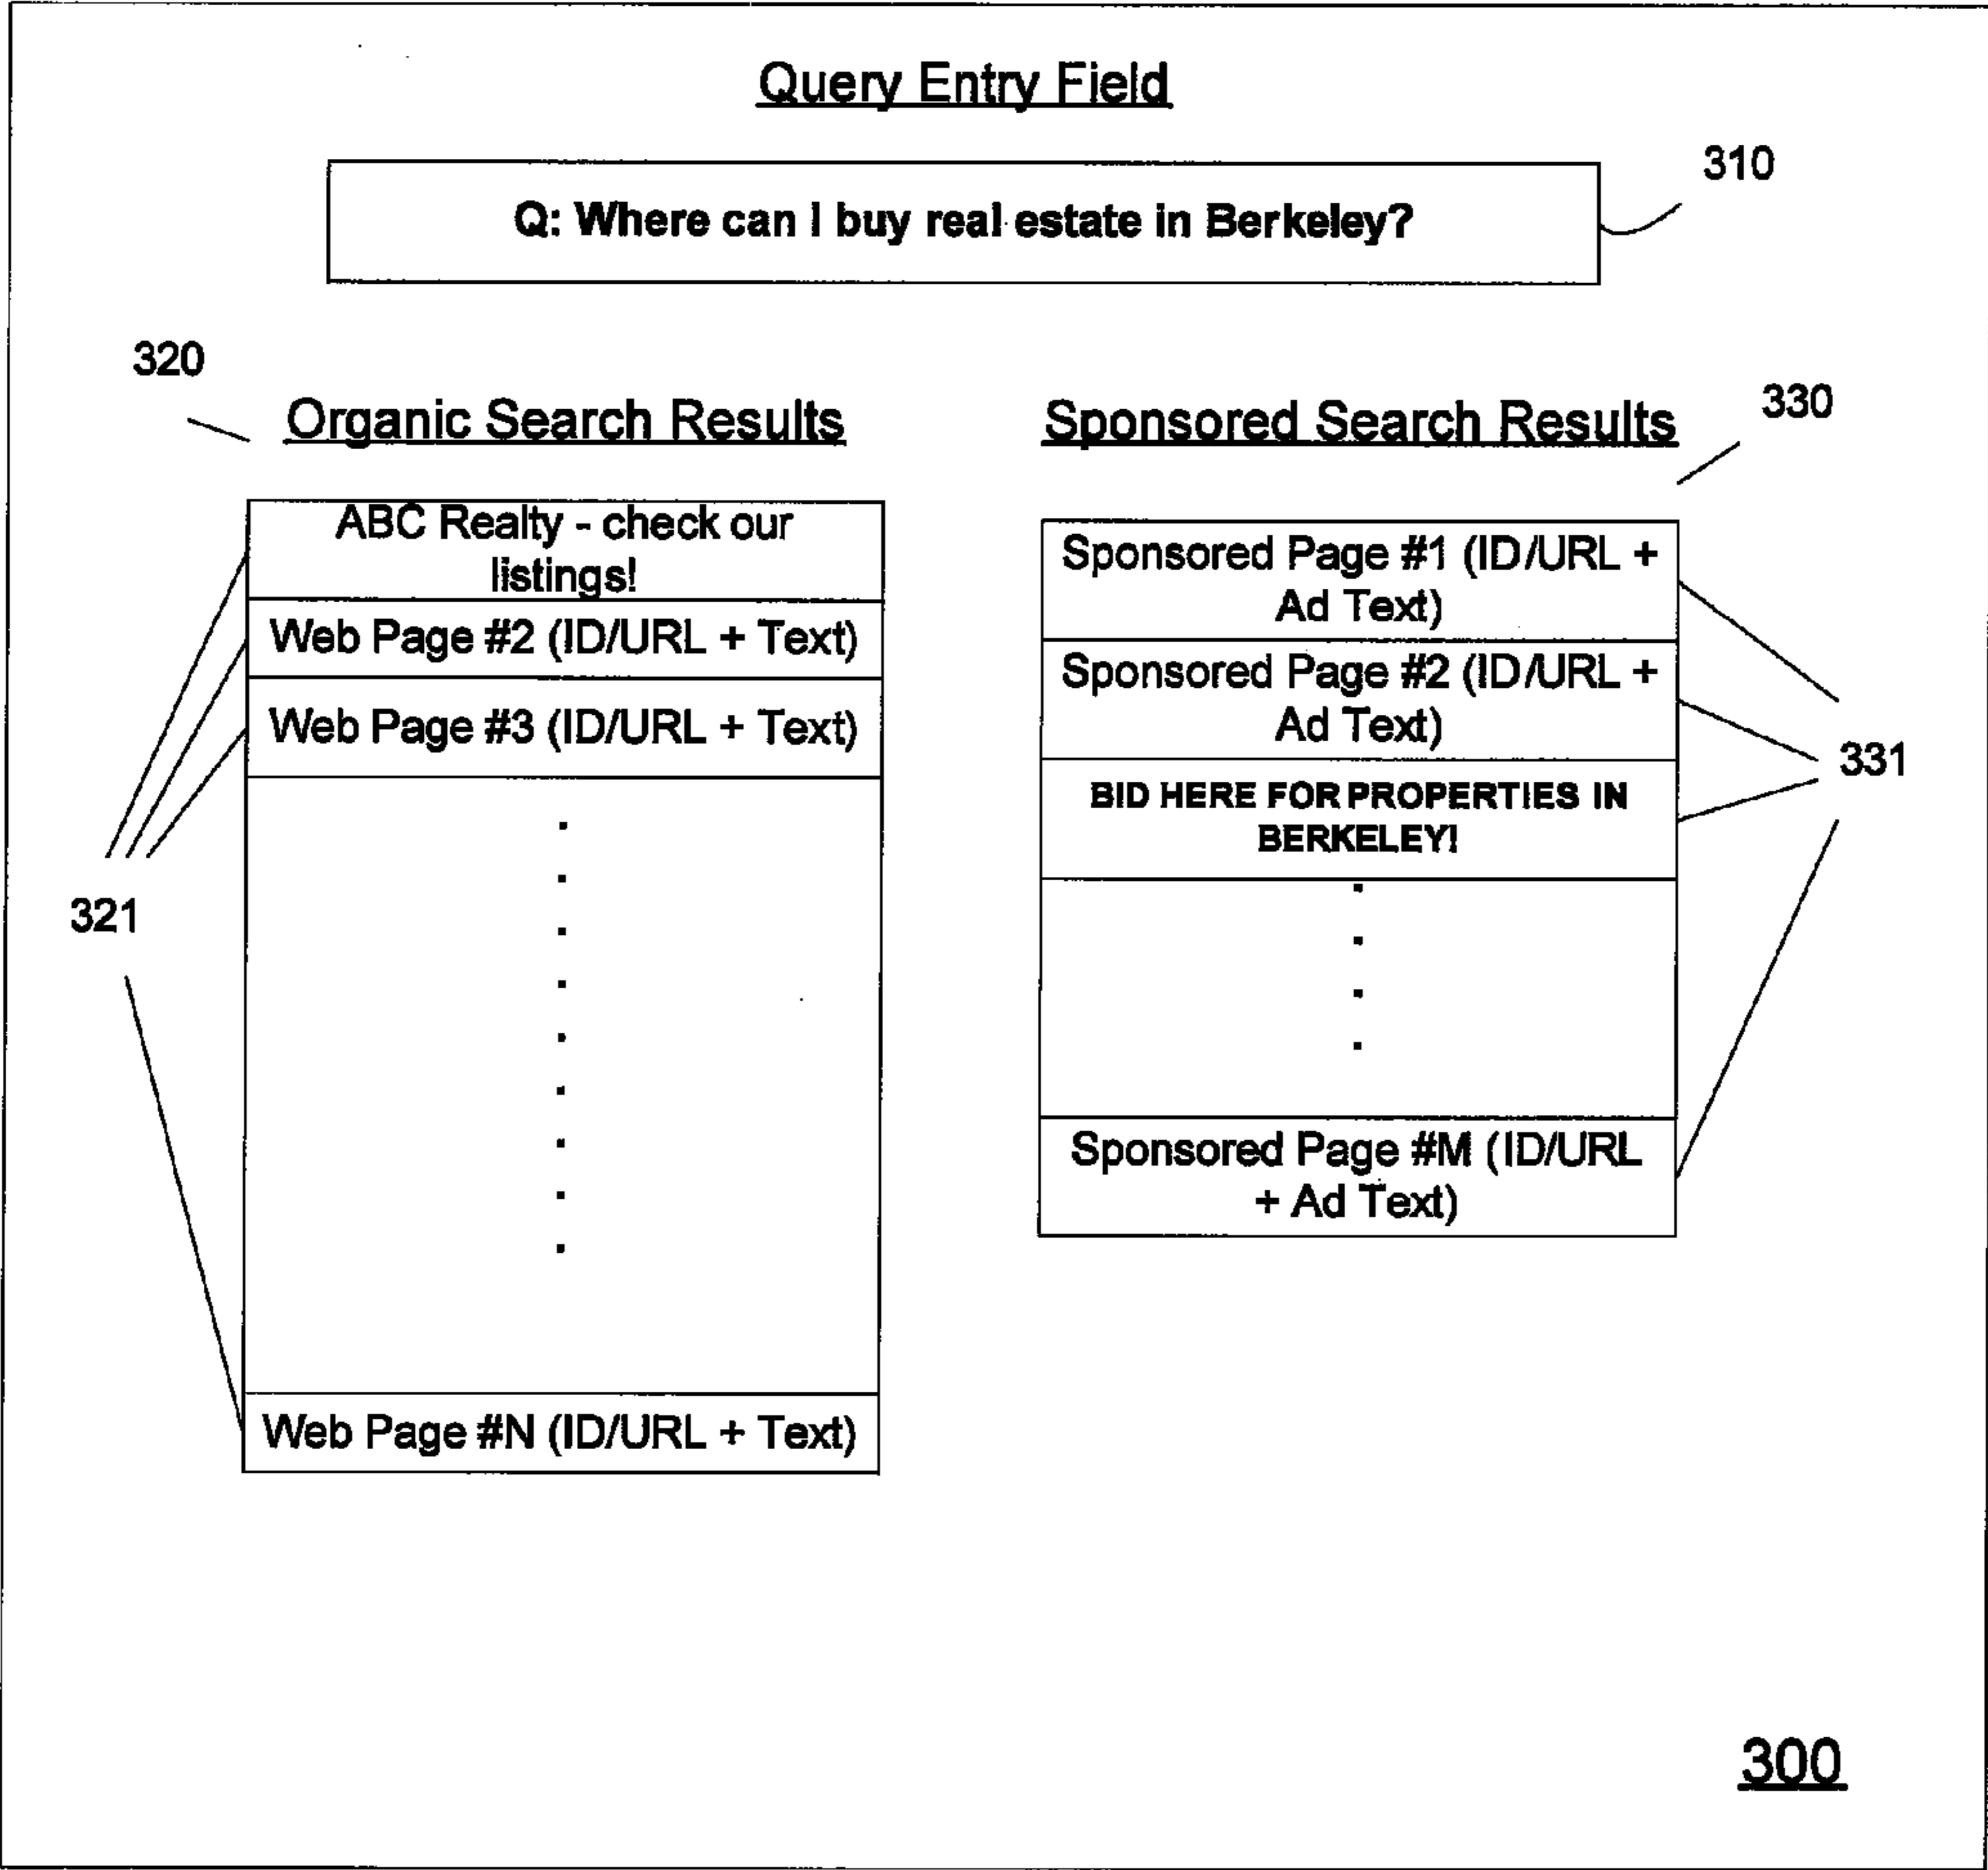 Query Entry Field
310
Q: Where can I buy real estate in Berkeley?
320
330
Organic Search Results
Sponsored Search Results
ABC Realty - check our
listings!
Web Page #2 (ID/URL + Text)
Web Page #3 (ID/URL + Text)
321
Web Page #N (ID/URL + Text)
Sponsored Page #1 (ID/URL +
Ad Text)
Sponsored Page #2 (ID/URL +
Ad Text)
BID HERE FOR PROPERTIES IN
BERKELEY!
331
Sponsored Page #M (ID/URL
+ Ad Text)
300